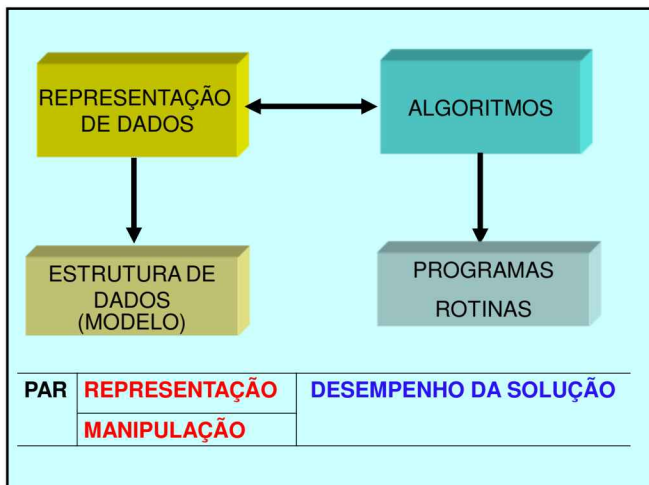 REPRESENTAÇÃO
DE DADOS
ALGORITMOS
ESTRUTURA DE
DADOS
(MODELO)
PROGRAMAS
ROTINAS
PAR REPRESENTAÇÃO DESEMPENHO DA SOLUÇÃO
MANIPULAÇÃO